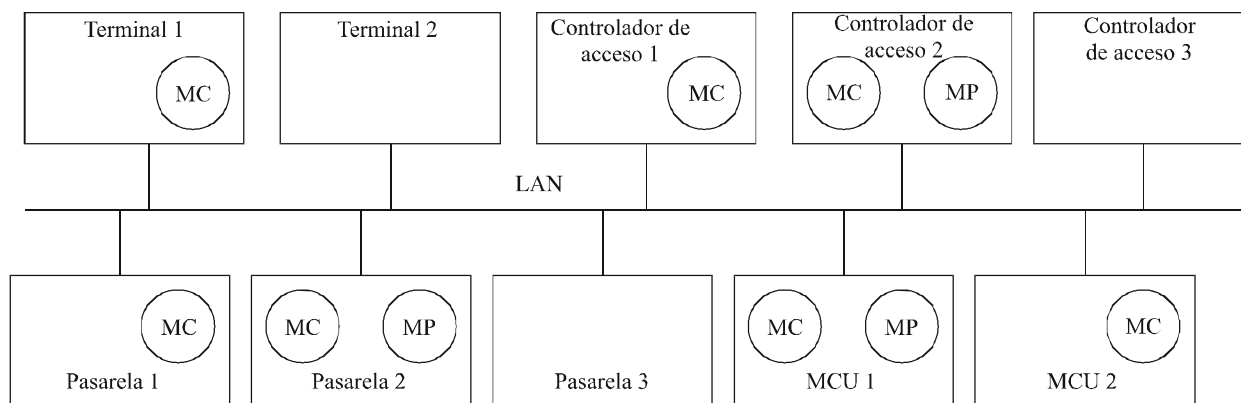 Terminal 1
MC
Terminal 2
Controlador de
acceso 1
MC
Controlador de
acceso 2
MC
MP
Controlador
de acceso 3
LAN
MC
Pasarela 1
MC
MP
Pasarela 2
Pasarela 3
MC
MP
MCU 1
MC
MCU 2